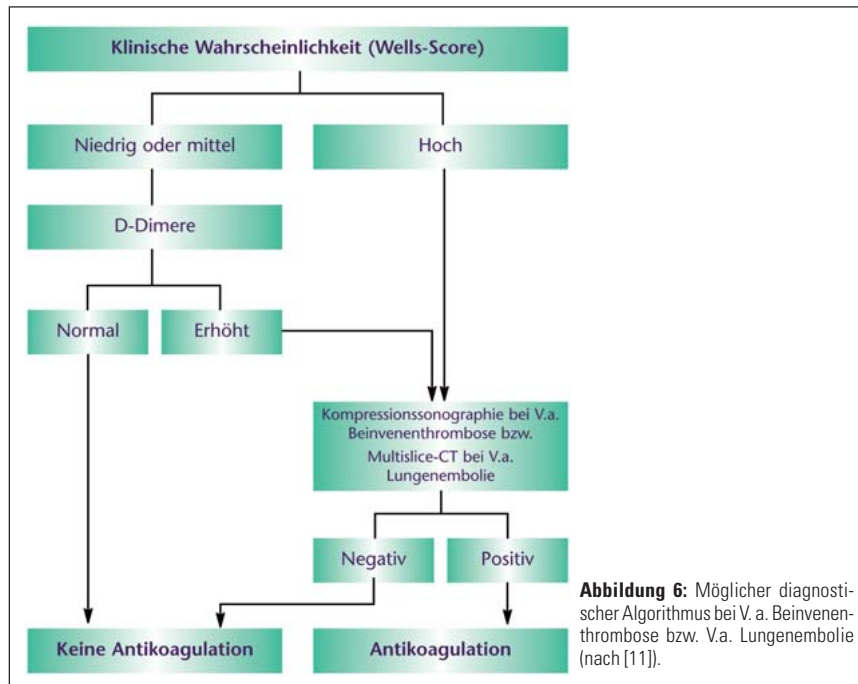 Klinische Wahrscheinlichkeit (Wells-Score)
Niedrig oder mittel
Hoch
D-Dimere
Normal
Erhöht
Kompressionssonographie bei V.a.
Beinvenenthrombose bzw.
Multislice-CT bei V.a.
Lungenembolie
Negativ
Positiv
Keine Antikoagulation
Antikoagulation
Abbildung 6: Möglicher diagnosti-
scher Algorithmus bei V. a. Beinvenen-
thrombose bzw. V.a. Lungenembolie
(nach [11]).